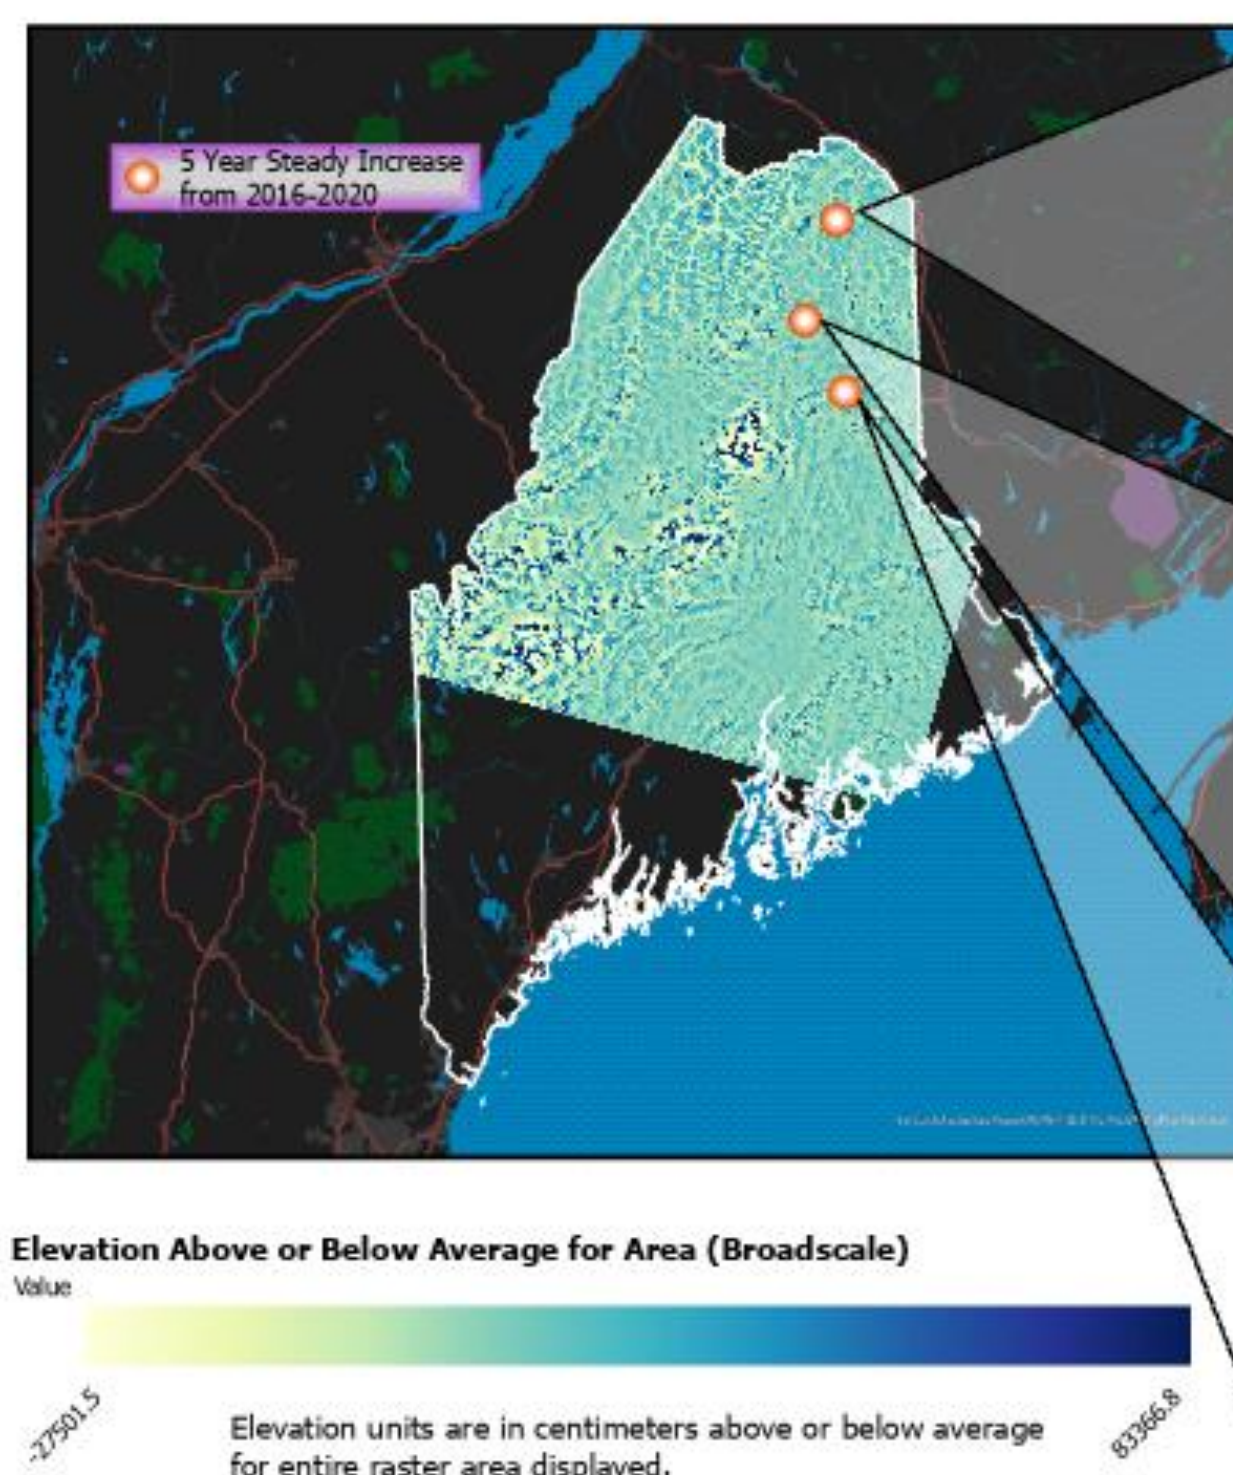 5 Year Steady Increase
from 2016-2020
Elevation Above or Below Average for Area (Broadscale)
Value
-27501.5
83366.8
Elevation units are in centimeters above or below average
for entire raster area displayed.